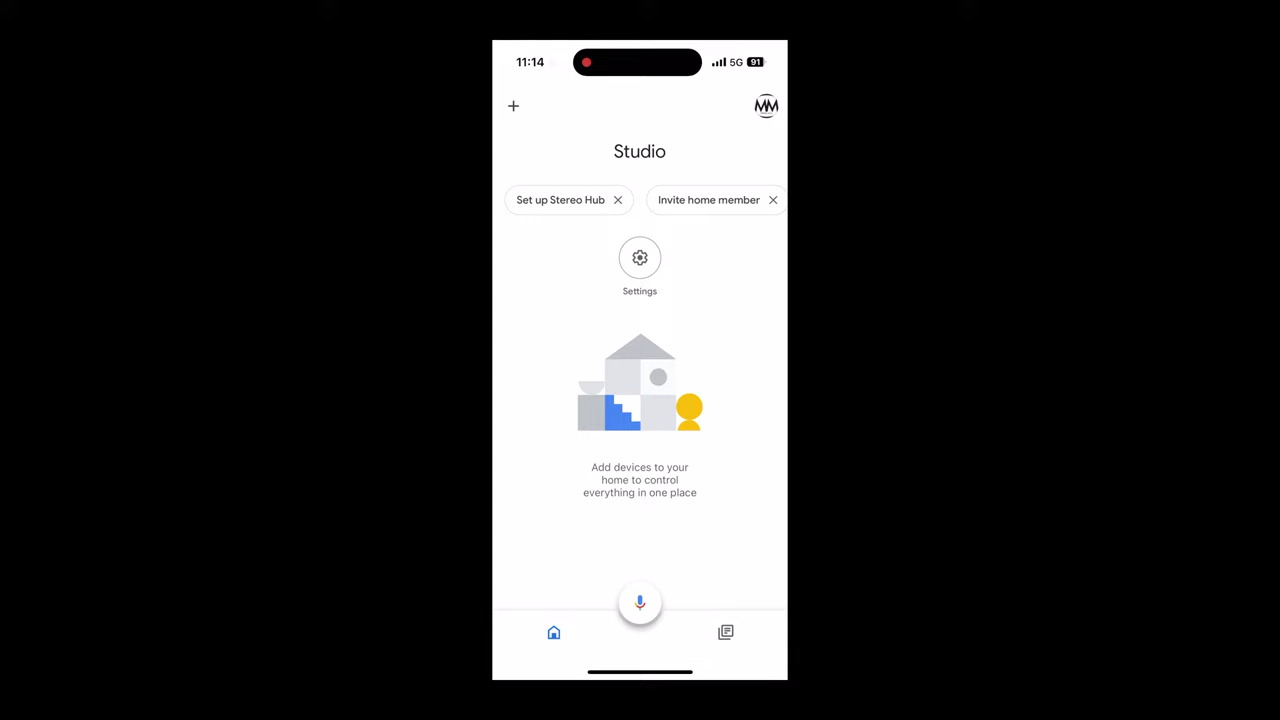 11:14
5G 91
MM
Studio
Set up Stereo Hub
Invite home member
Settings
Add devices to your
home to control
everything in one place